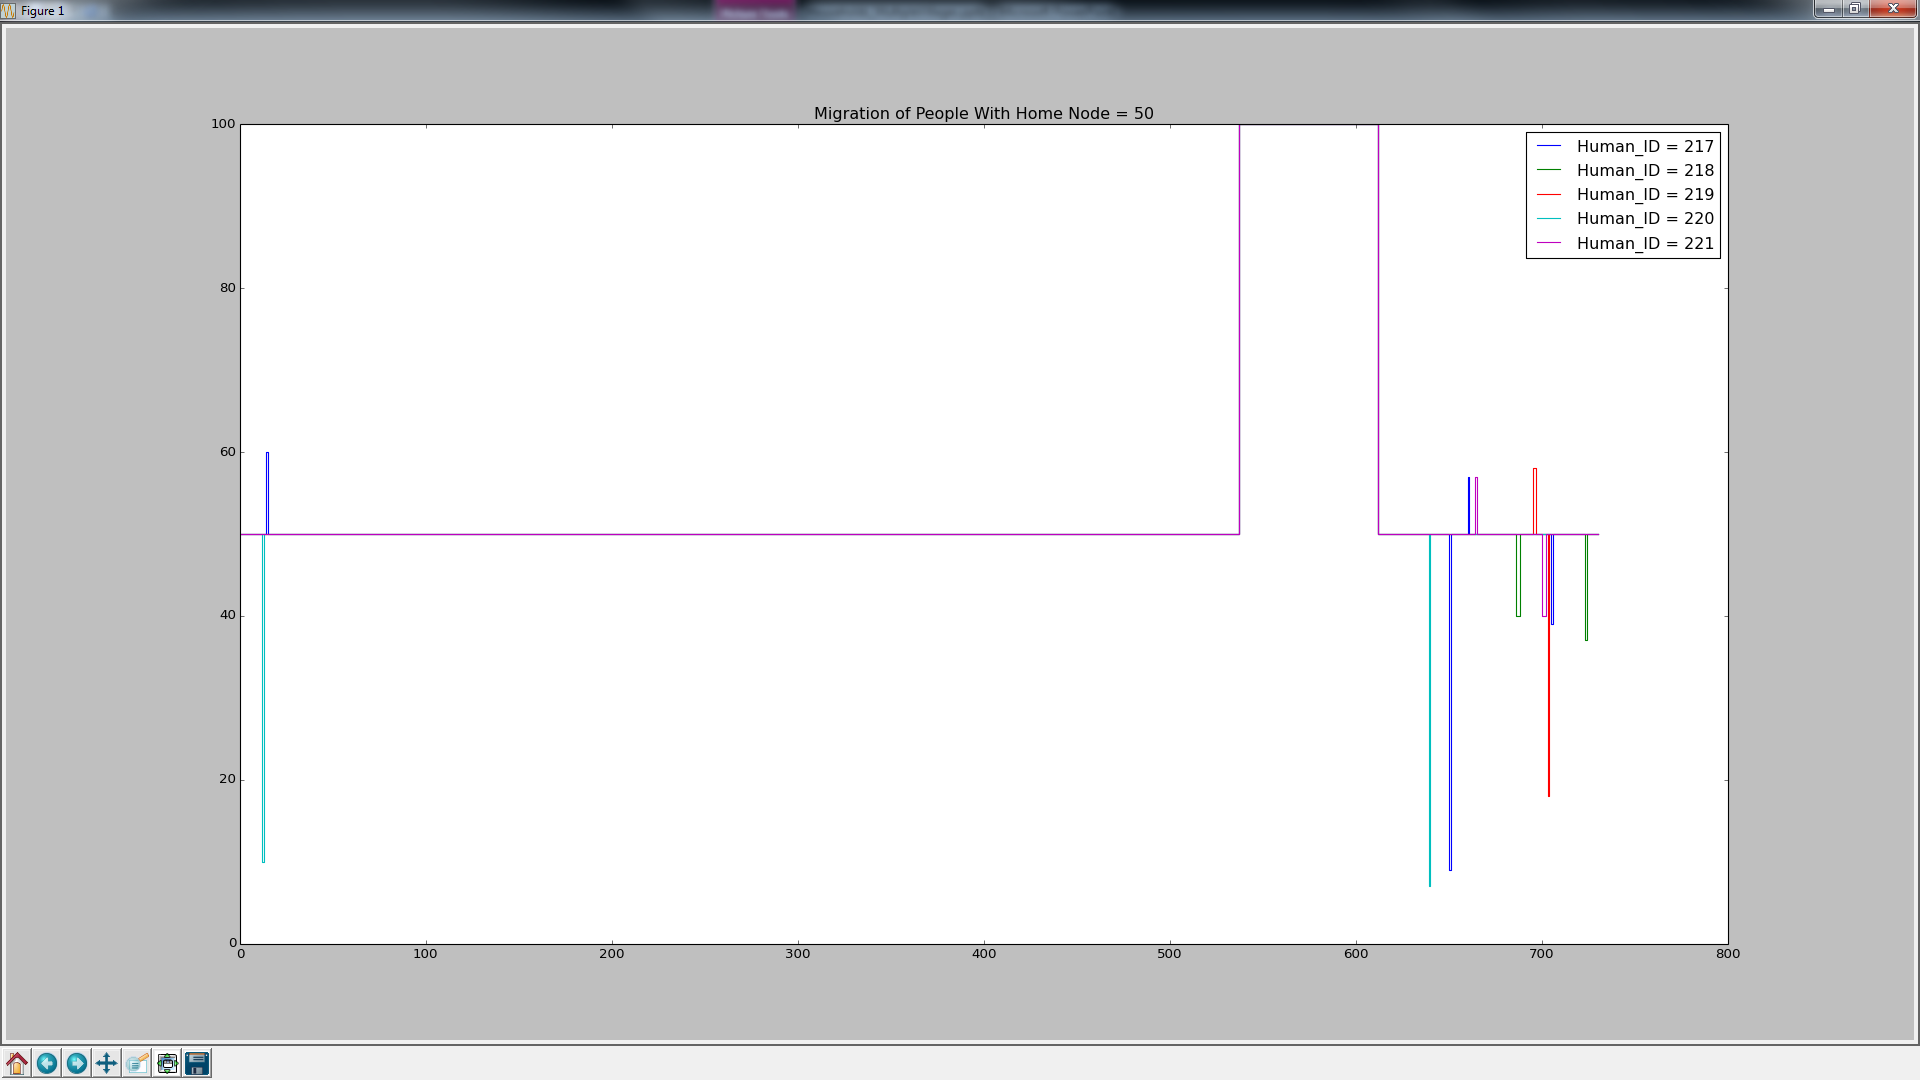 Figure 1
Migration of People With Home Node = 50
100
80
60
40
20
0
0 100 200 300 400 500 600 700 800
Human_ID = 217
Human_ID = 218
Human_ID = 219
Human_ID = 220
Human_ID = 221